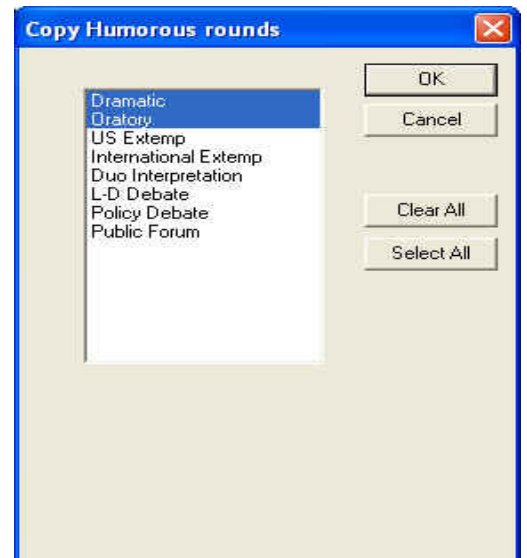 Copy Humorous rounds
OK
Dramatic
Oratory
Cancel
US Extemp
International Extemp
Duo Interpretation
L-D Debate
Policy Debate
Public Forum
Clear All
Select All